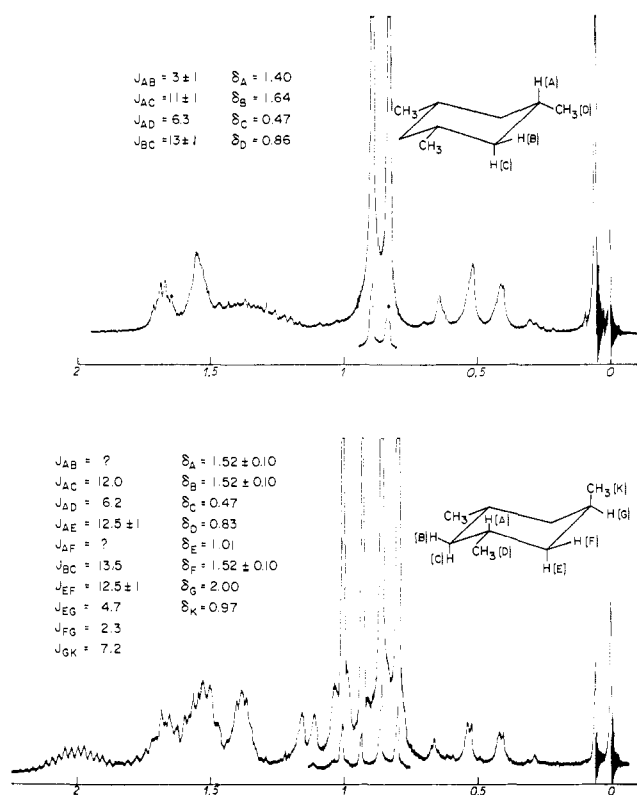 J_AB = 3 ± 1 δ_A = 1.40
J_AC = 11 ± 1 δ_B = 1.64
J_AD = 6.3 δ_C = 0.47
J_BC = 13 ± 1 δ_D = 0.86
H(A)
CH₃
CH₃(D)
CH₃
H(B)
H(C)
2 1.5 1 0.5 0
J_AB = ? δ_A = 1.52 ± 0.10
J_AC = 12.0 δ_B = 1.52 ± 0.10
J_AD = 6.2 δ_C = 0.47
J_AE = 12.5 ± 1 δ_D = 0.83
J_AF = ? δ_E = 1.01
J_BC = 13.5 δ_F = 1.52 ± 0.10
J_EF = 12.5 ± 1 δ_G = 2.00
J_EG = 4.7 δ_K = 0.97
J_FG = 2.3
J_GK = 7.2
CH₃(K)
H(G)
CH₃
H(A)
(B)H
H(F)
(C)H
CH₃(D)
H(E)
2 1.5 1 0.5 0